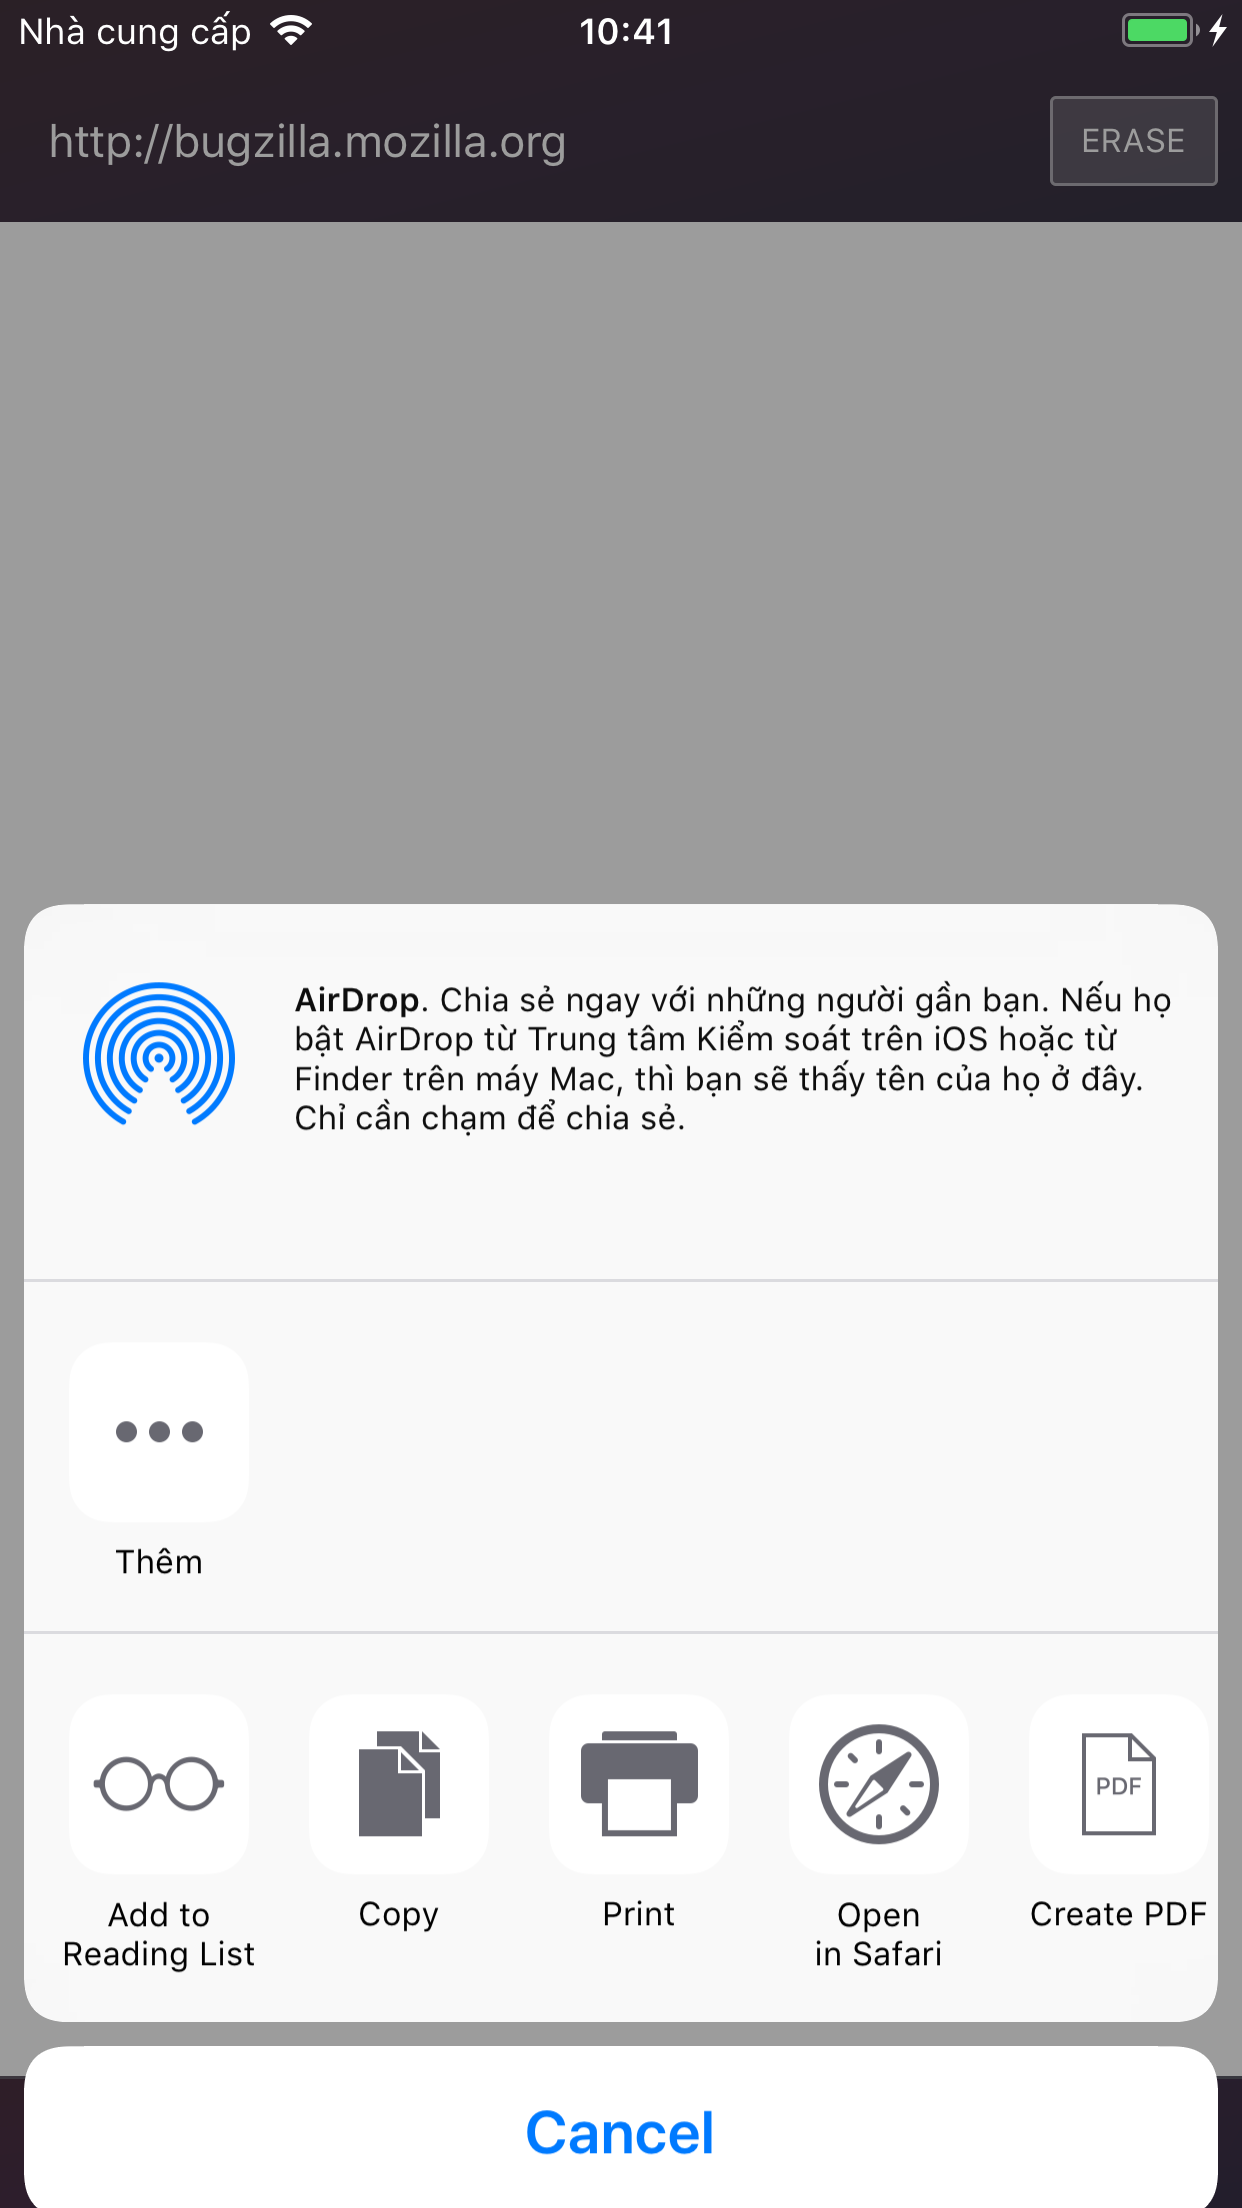 Nhà cung cấp
10:41
http://bugzilla.mozilla.org
ERASE
AirDrop. Chia sẻ ngay với những người gần bạn. Nếu họ
bật AirDrop từ Trung tâm Kiểm soát trên iOS hoặc từ
Finder trên máy Mac, thì bạn sẽ thấy tên của họ ở đây.
Chỉ cần chạm để chia sẻ.
Thêm
Add to
Reading List
Copy
Print
Open
in Safari
PDF
Create PDF
Cancel